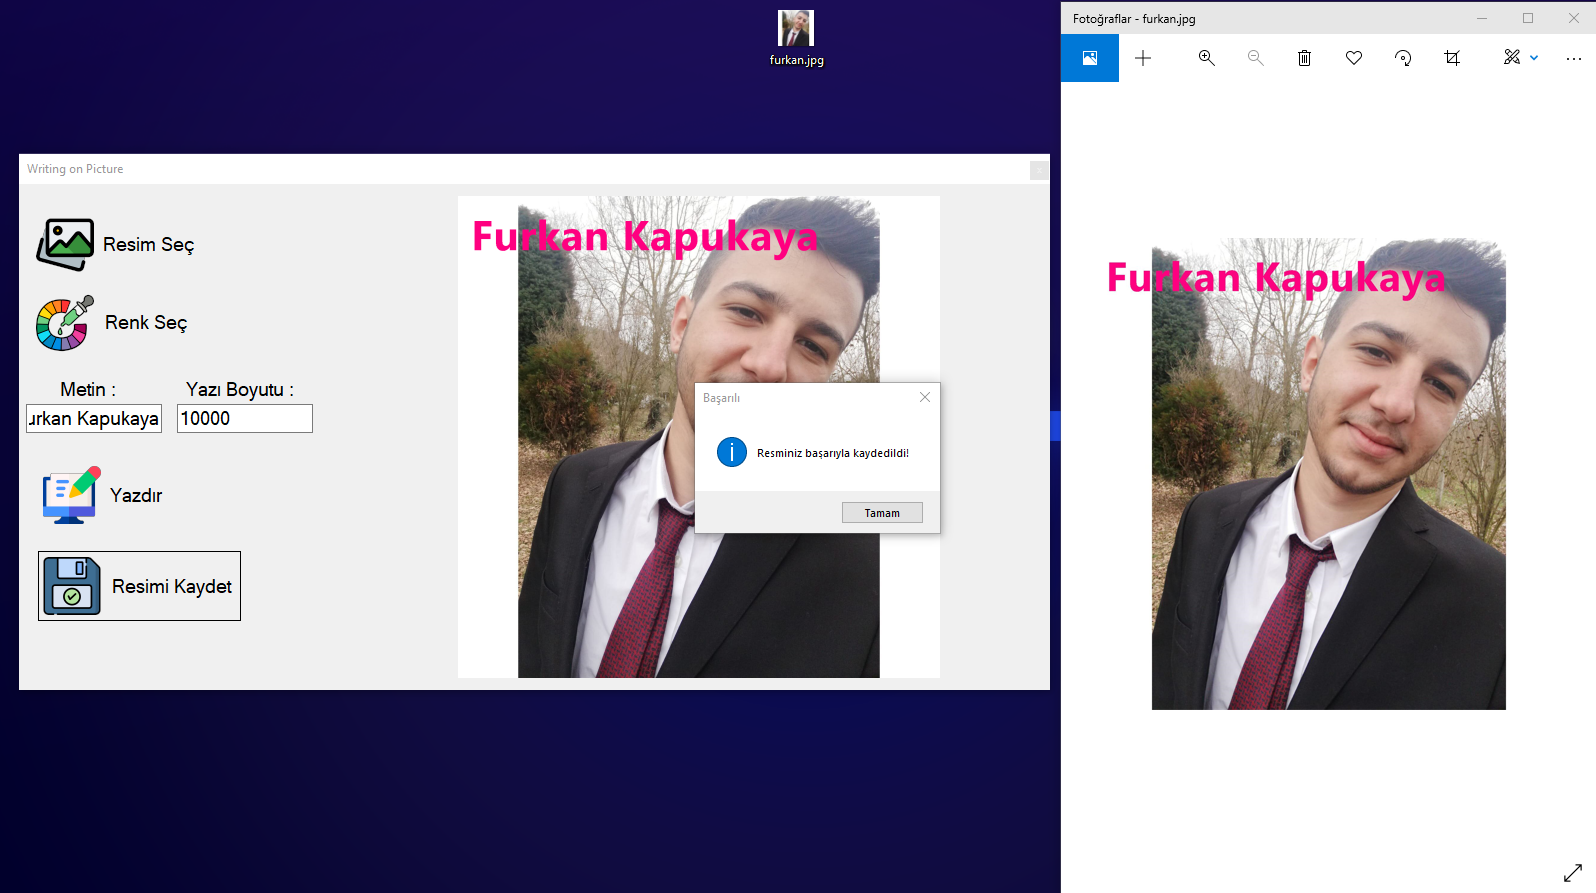 furkan.jpg
Writing on Picture
Resim Seç
Renk Seç
Metin :
Yazı Boyutu :
urkan Kapukaya
10000
Yazdır
Resimi Kaydet
Furkan Kapukaya
Başarılı
Resminiz başarıyla kaydedildi!
Tamam
Fotoğraflar - furkan.jpg
Furkan Kapukaya